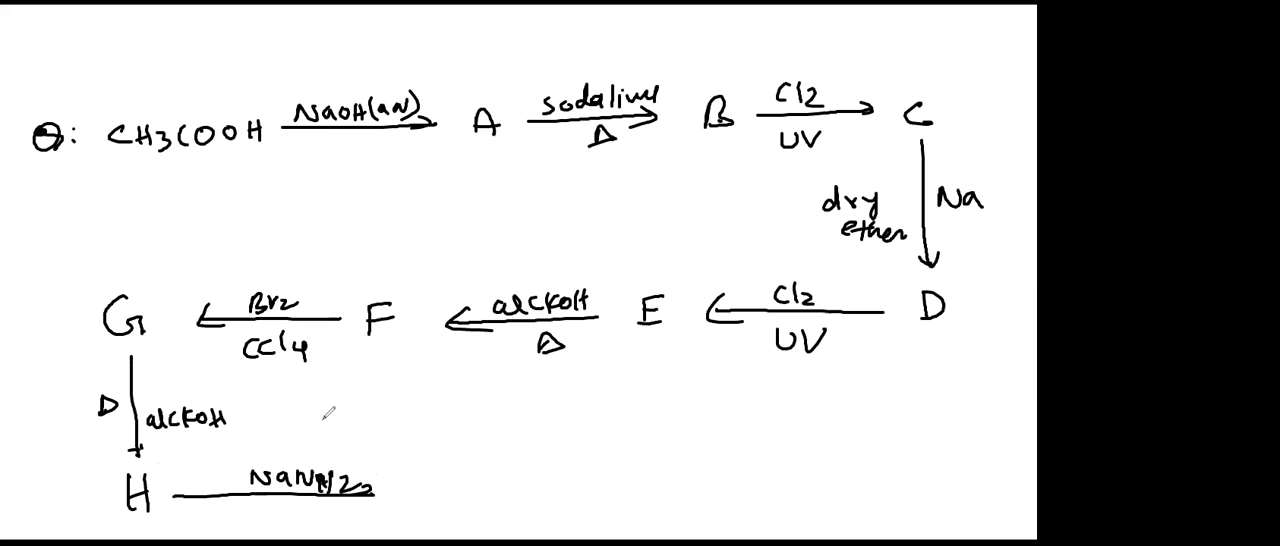 Q: CH3COOH NaOH(aq) A sodalime Δ B Cl2 UV C
dry ether Na
G Br2 CCl4 F alcKOH Δ E Cl2 UV D
Δ alcKOH
H NaNH2